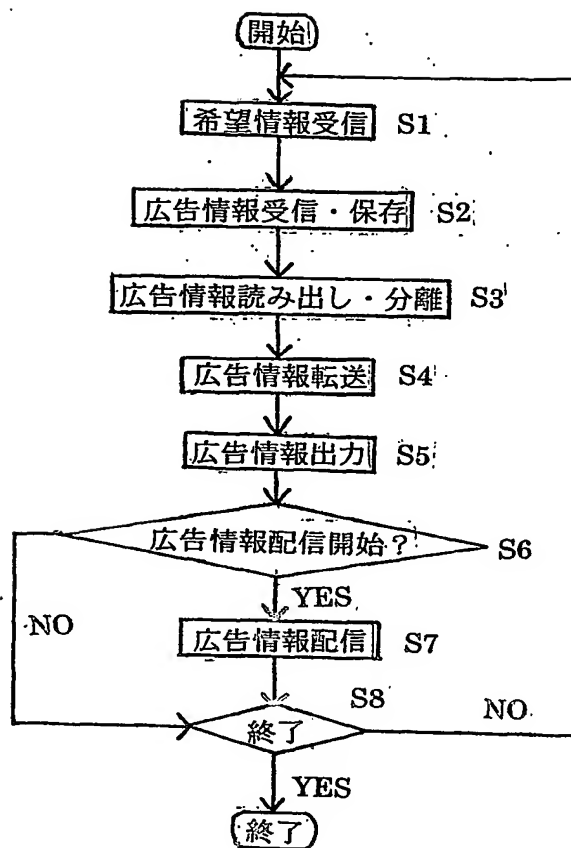 開始
希望情報受信 S1
広告情報受信・保存 S2
広告情報読み出し・分離 S3
広告情報転送 S4
広告情報出力 S5
広告情報配信開始? S6
YES
NO
広告情報配信 S7
S8
終了
NO
YES
終了